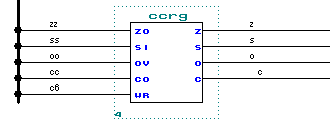 ccrg
zz ZO Z z
ss SI S s
oo OV O o
cc CO C c
c6 WR
4